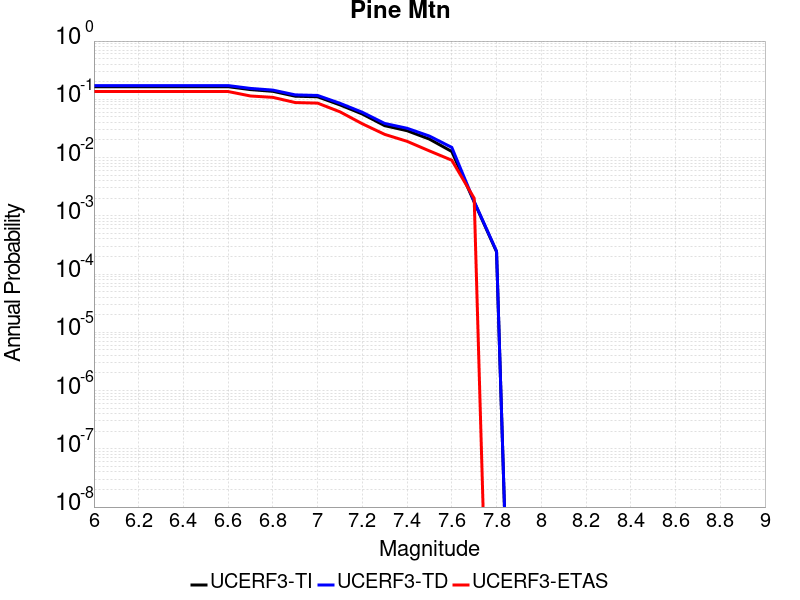 Pine Mtn
10^0
10^-1
10^-2
10^-3
10^-4
10^-5
10^-6
10^-7
10^-8
Annual Probability
6 6.2 6.4 6.6 6.8 7 7.2 7.4 7.6 7.8 8 8.2 8.4 8.6 8.8 9
Magnitude
UCERF3-TI UCERF3-TD UCERF3-ETAS